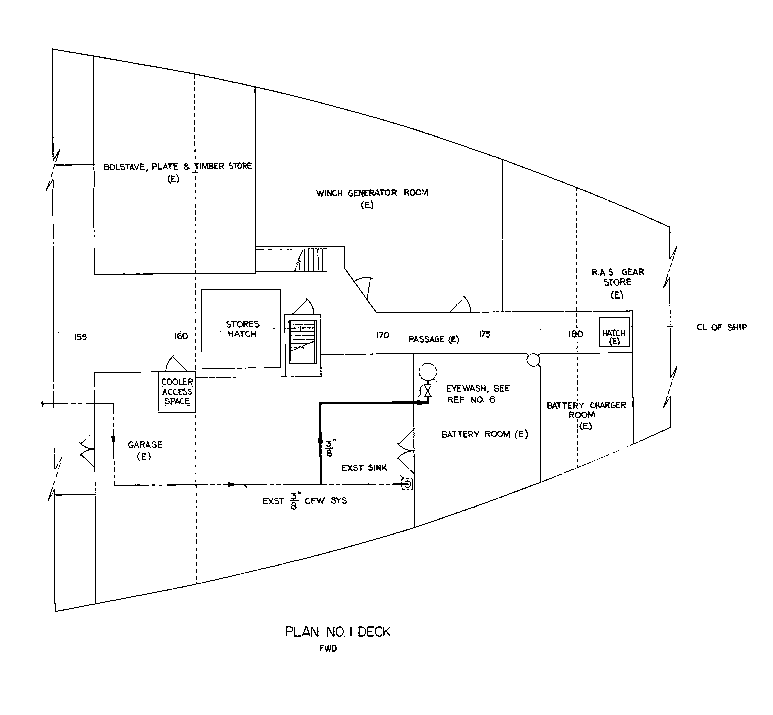 BOLSTAVE, PLATE & TIMBER STORE
(E)
WINCH GENERATOR ROOM
(E)
R.A.S GEAR
STORE
(E)
STORES
HATCH
155
160
170
PASSAGE (E)
175
180
HATCH
(E)
CL OF SHIP
COOLER
ACCESS
SPACE
EYEWASH, SEE
REF NO. 6
BATTERY CHARGER
ROOM
(E)
BATTERY ROOM (E)
GARAGE
(E)
3/8"
EXST SINK
EXST 3/8" CFW SYS
PLAN NO. 1 DECK
FWD